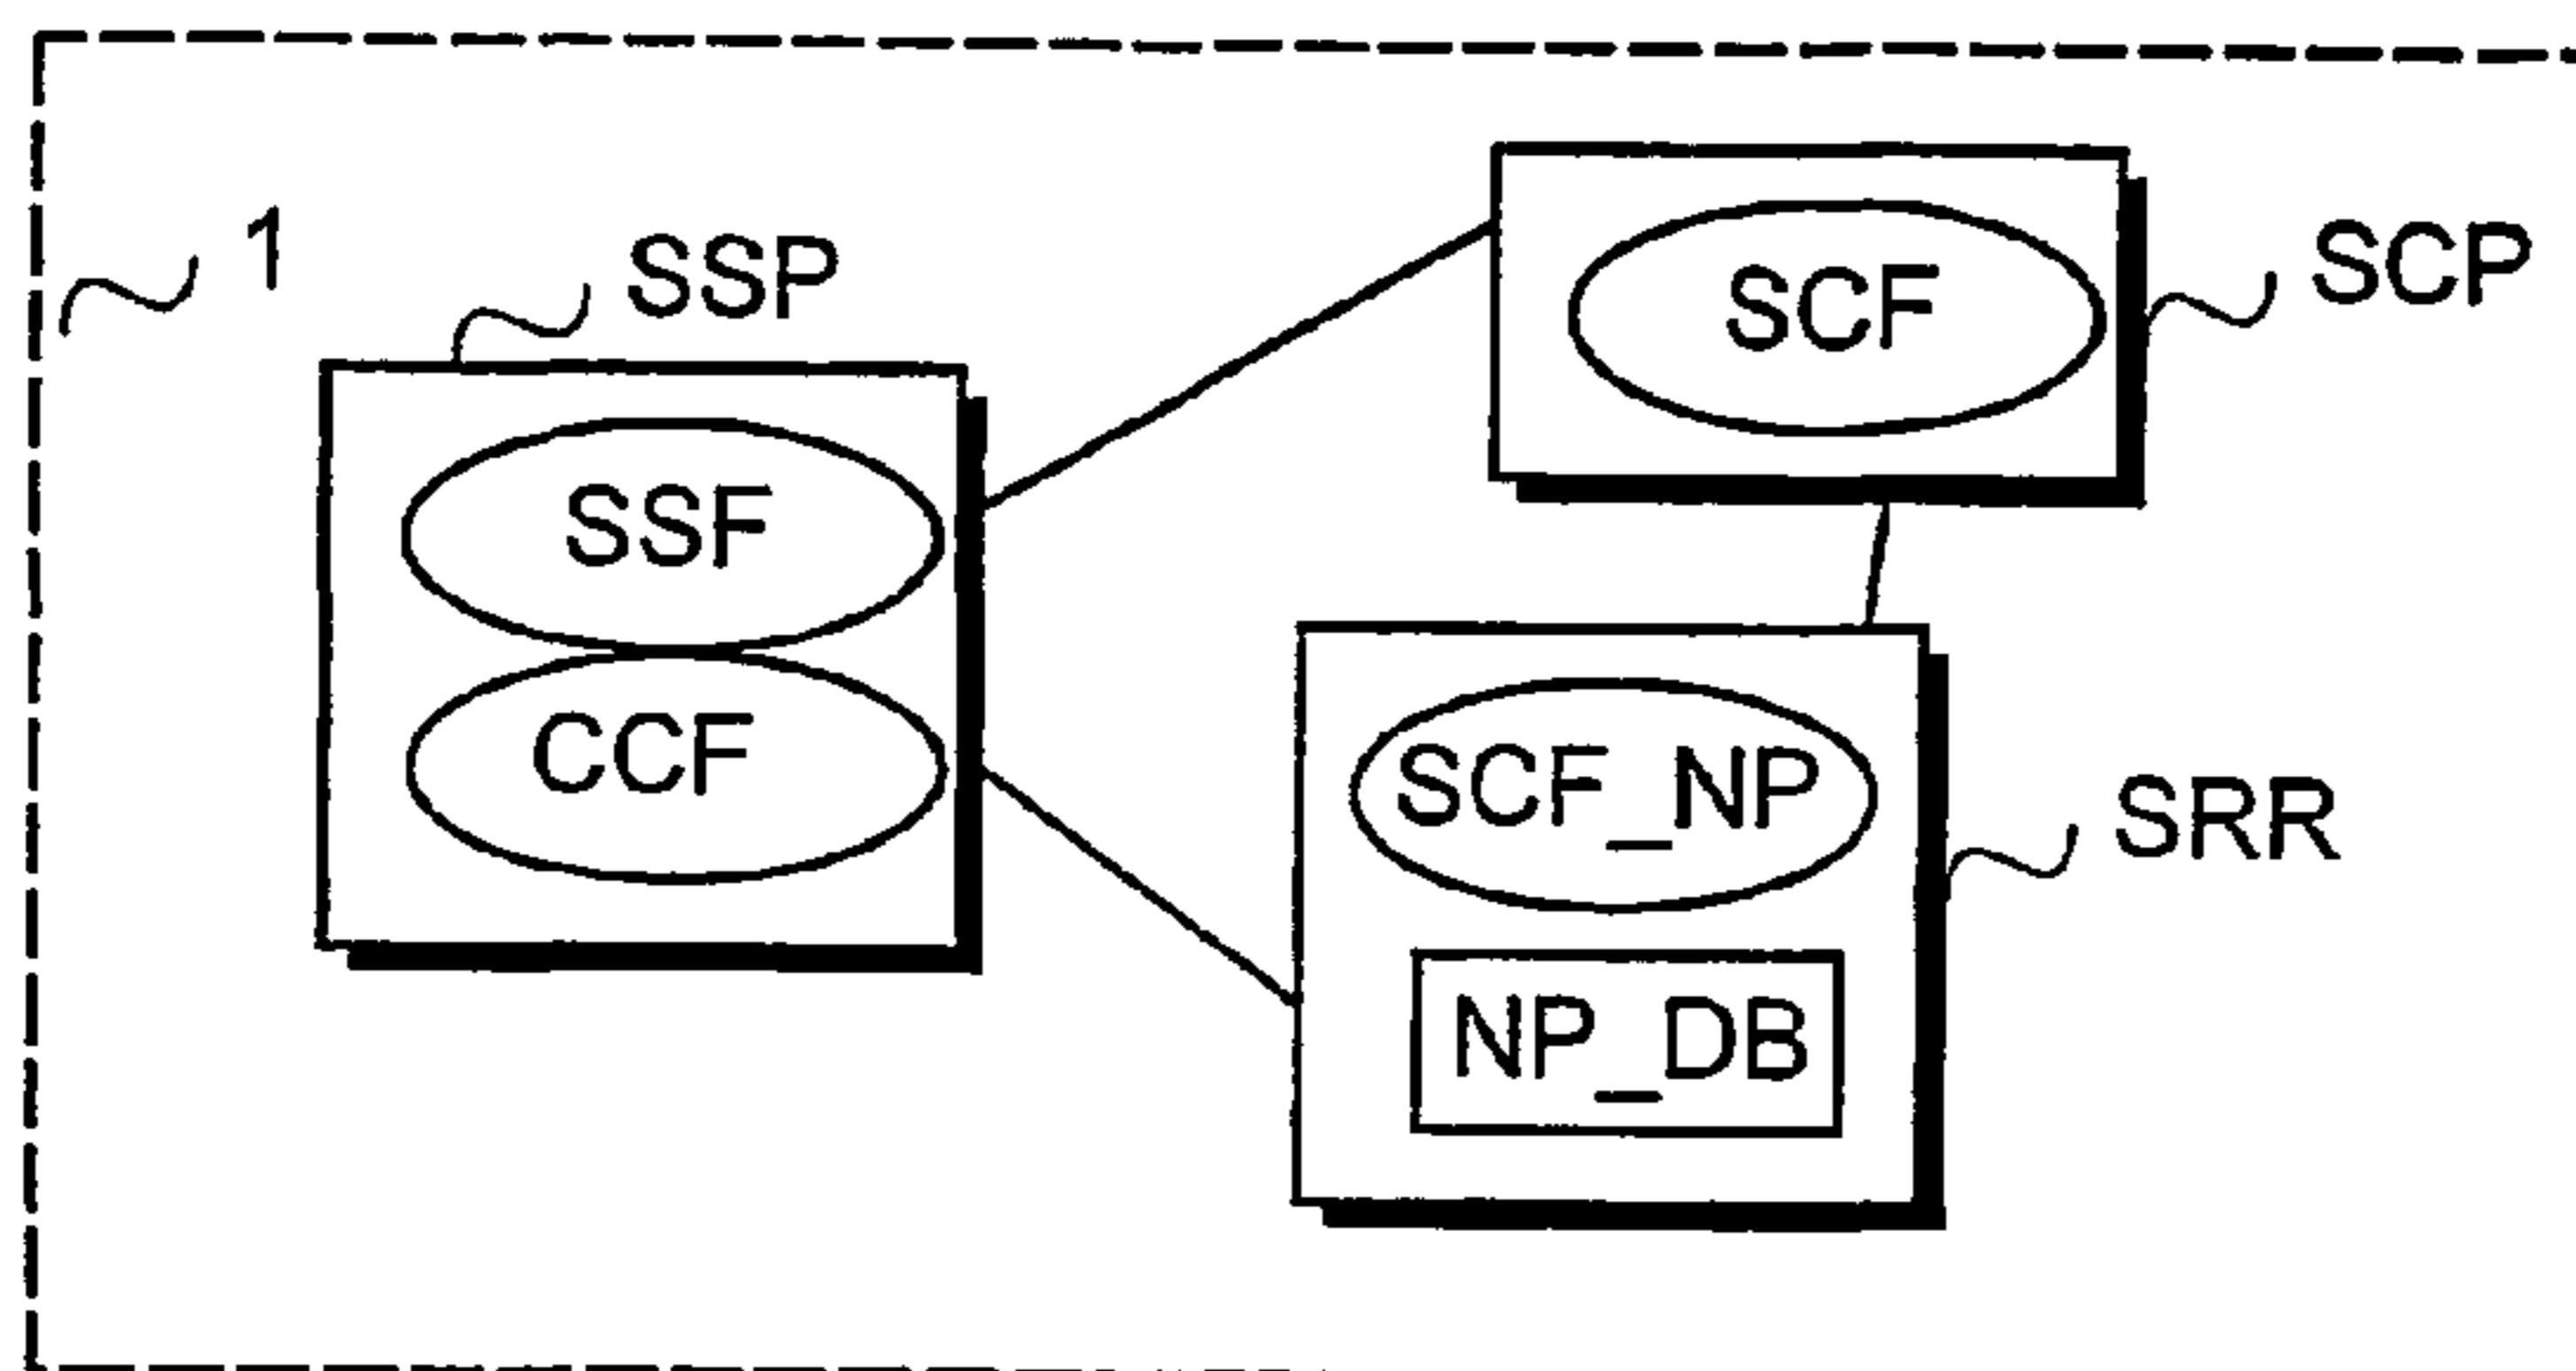 1
SSP
SCF
SCP
SSF
CCF
SCF_NP
SRR
NP_DB